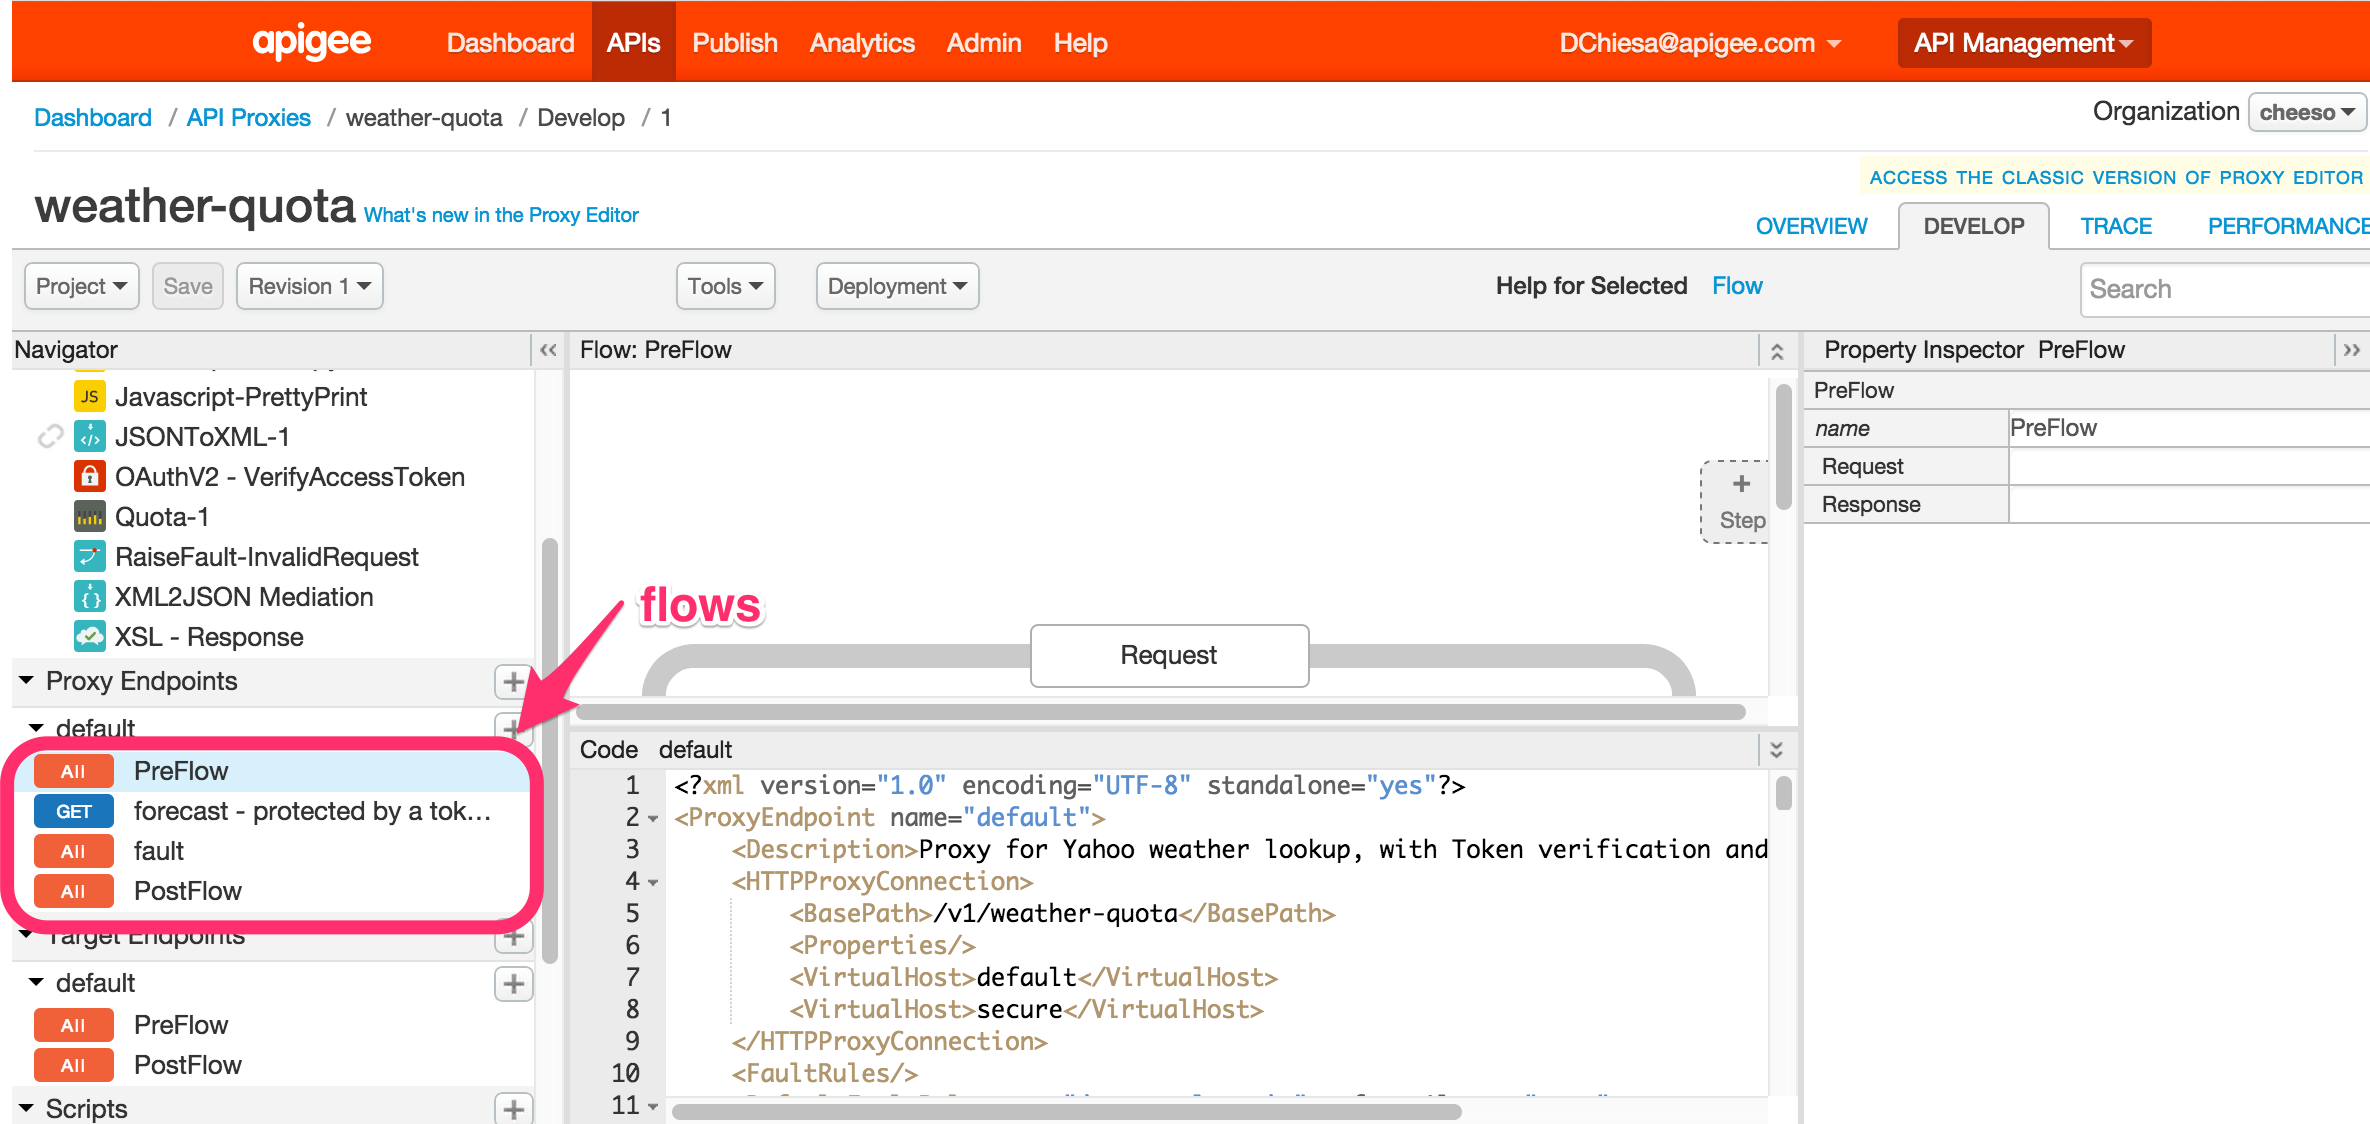 apigee Dashboard APIs Publish Analytics Admin Help DChiesa@apigee.com API Management
Dashboard / API Proxies / weather-quota / Develop / 1 Organization cheeso
ACCESS THE CLASSIC VERSION OF PROXY EDITOR
weather-quota What's new in the Proxy Editor
OVERVIEW DEVELOP TRACE PERFORMANCE
Project Save Revision 1 Tools Deployment Help for Selected Flow Search
Navigator
JS Javascript-PrettyPrint
JSONToXML-1
OAuthV2 - VerifyAccessToken
Quota-1
RaiseFault-InvalidRequest
XML2JSON Mediation
XSL - Response
Proxy Endpoints
default
All PreFlow
GET forecast - protected by a tok...
All fault
All PostFlow
Target Endpoints
default
All PreFlow
All PostFlow
Scripts
flows
Flow: PreFlow
+
Step
Request
Code default
1 <?xml version="1.0" encoding="UTF-8" standalone="yes"?>
2 <ProxyEndpoint name="default">
3 <Description>Proxy for Yahoo weather lookup, with Token verification and
4 <HTTPProxyConnection>
5 <BasePath>/v1/weather-quota</BasePath>
6 <Properties/>
7 <VirtualHost>default</VirtualHost>
8 <VirtualHost>secure</VirtualHost>
9 </HTTPProxyConnection>
10 <FaultRules/>
11
Property Inspector PreFlow
PreFlow
name PreFlow
Request
Response